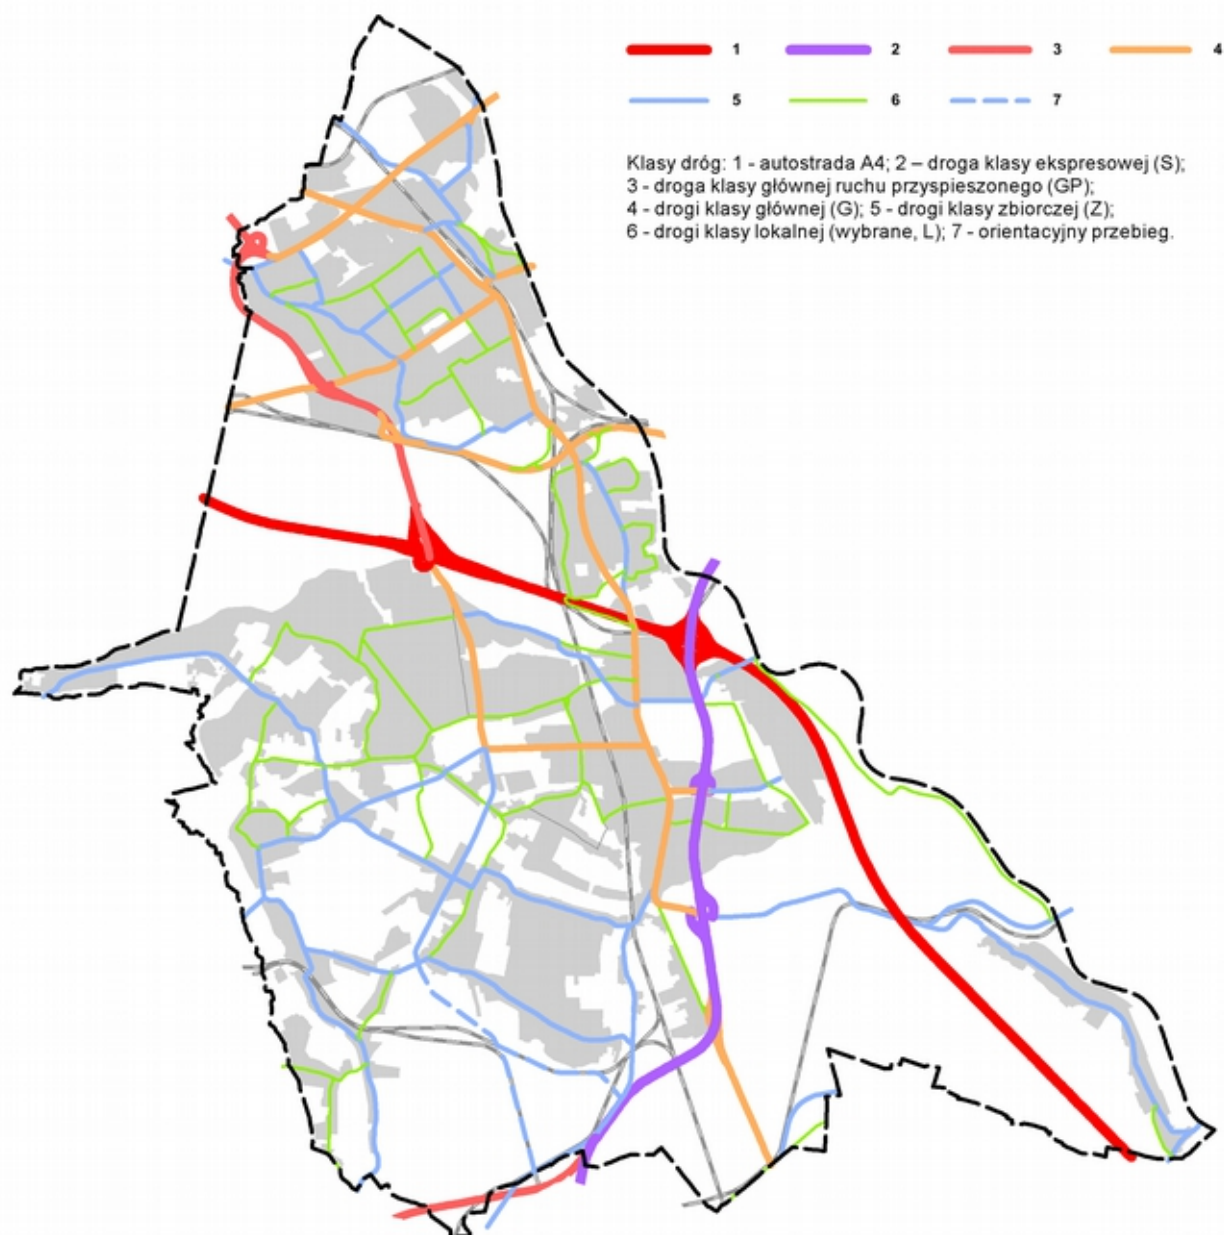 1 2 3 4
5 6 7
Klasy dróg: 1 - autostrada A4; 2 – droga klasy ekspresowej (S);
3 - droga klasy głównej ruchu przyspieszonego (GP);
4 - drogi klasy głównej (G); 5 - drogi klasy zbiorczej (Z);
6 - drogi klasy lokalnej (wybrane, L); 7 - orientacyjny przebieg.